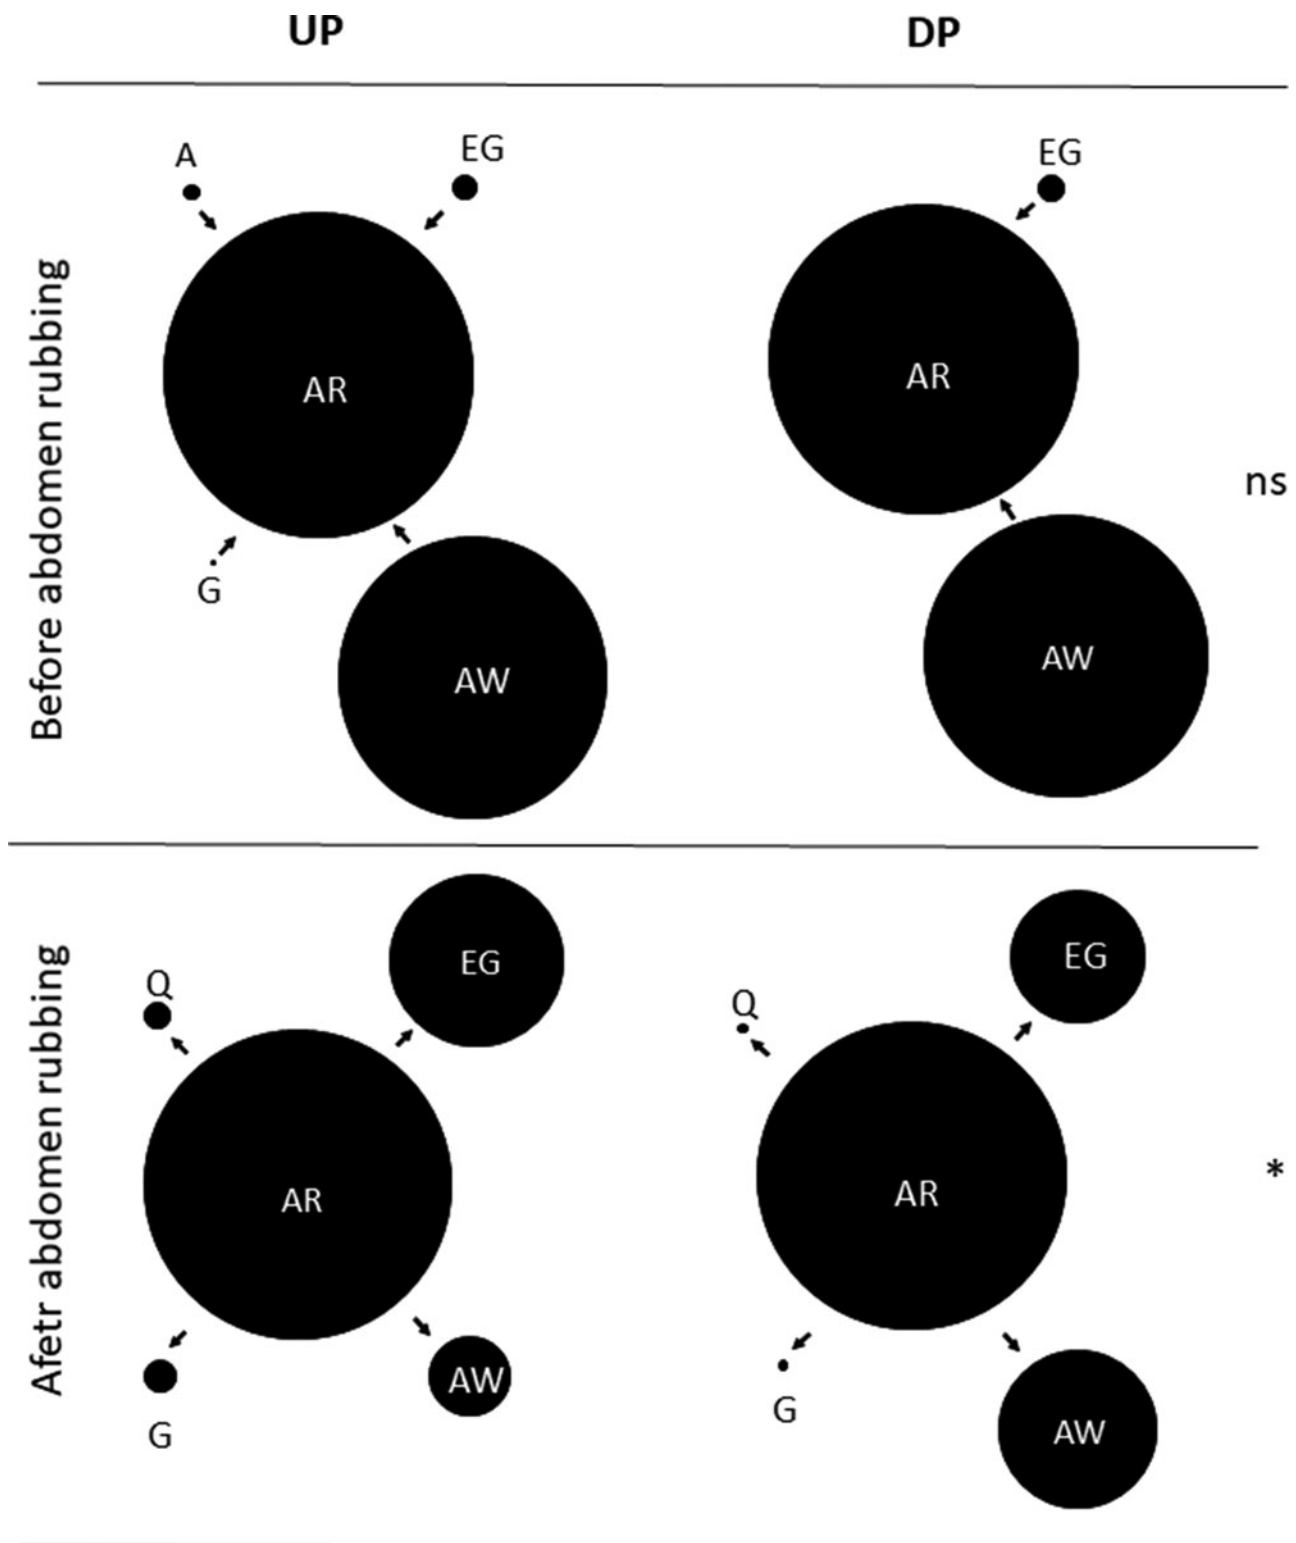 UP
DP
Before abdomen rubbing
A
EG
AR
G
AW
EG
AR
AW
ns
Afetr abdomen rubbing
Q
EG
AR
G
AW
Q
EG
AR
G
AW
*